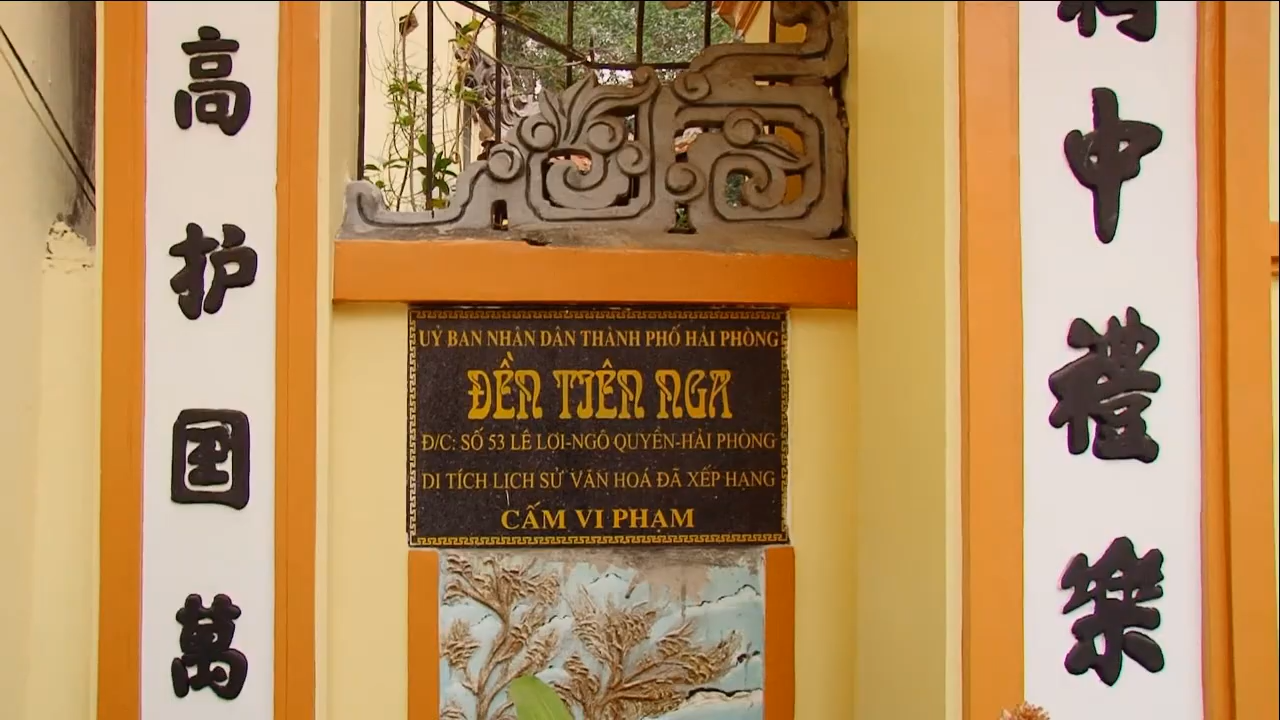 高护国萬
UỶ BAN NHÂN DÂN THÀNH PHỐ HẢI PHÒNG
ĐỀN TIÊN NGA
Đ/C: SỐ 53 LÊ LỢI-NGÔ QUYỀN-HẢI PHÒNG
DI TÍCH LỊCH SỬ VĂN HOÁ ĐÃ XẾP HẠNG
CẤM VI PHẠM
中禮樂